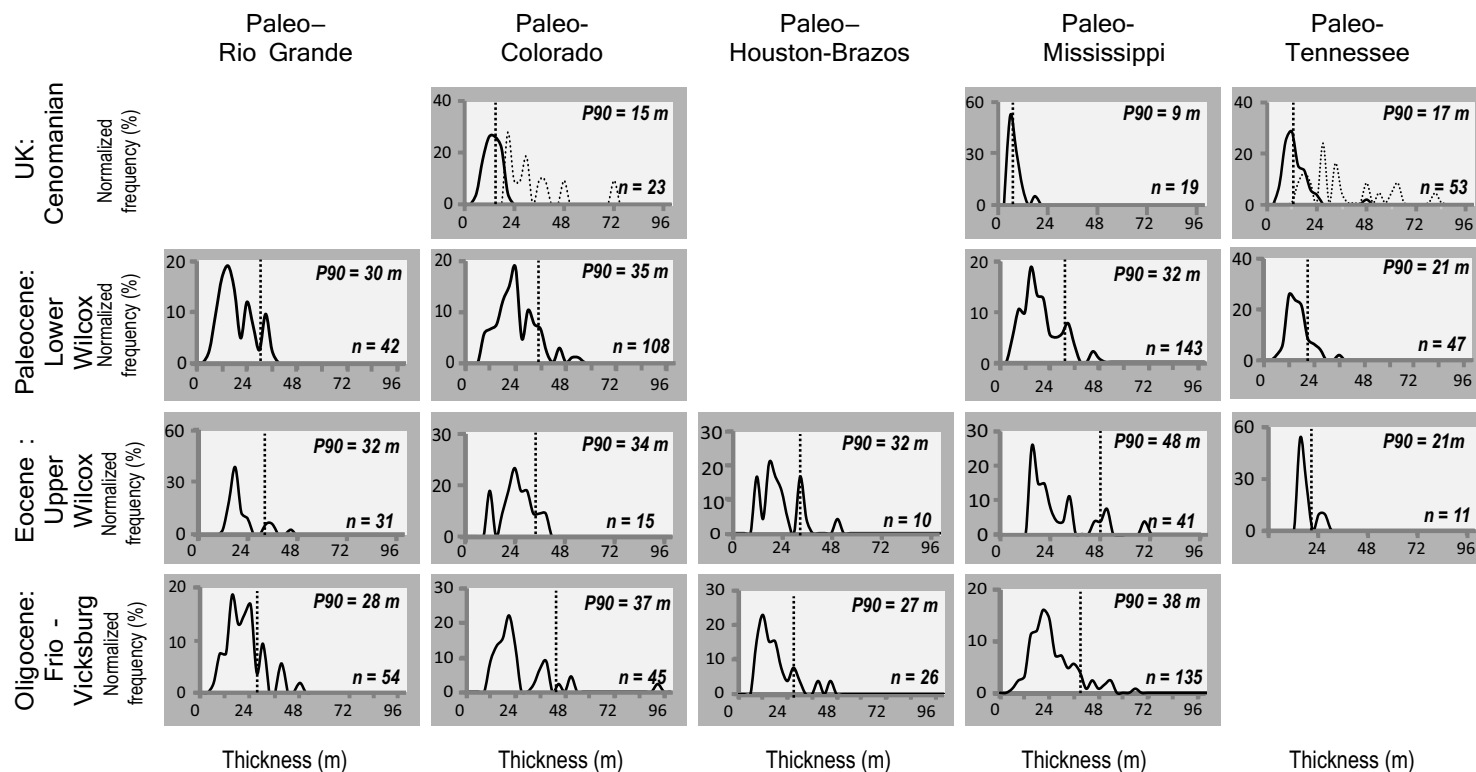 Paleo–
Rio Grande
Paleo-
Colorado
Paleo–
Houston-Brazos
Paleo-
Mississippi
Paleo-
Tennessee
UK:
Cenomanian
Normalized
frequency (%)
40
20
0
P90 = 15 m
n = 23
0 24 48 72 96
60
30
0
P90 = 9 m
n = 19
0 24 48 72 96
40
20
0
P90 = 17 m
n = 53
0 24 48 72 96
Paleocene:
Lower
Wilcox
Normalized
frequency (%)
20
10
0
P90 = 30 m
n = 42
0 24 48 72 96
20
10
0
P90 = 35 m
n = 108
0 24 48 72 96
20
10
0
P90 = 32 m
n = 143
0 24 48 72 96
40
20
0
P90 = 21 m
n = 47
0 24 48 72 96
Eocene :
Upper
Wilcox
Normalized
frequency (%)
60
30
0
P90 = 32 m
n = 31
0 24 48 72 96
30
20
0
P90 = 34 m
n = 15
0 24 48 72 96
30
20
10
0
P90 = 32 m
n = 10
0 24 48 72 96
30
20
10
0
P90 = 48 m
n = 41
0 24 48 72 96
60
30
0
P90 = 21m
n = 11
24 48 72 96
Oligocene:
Frio -
Vicksburg
Normalized
frequency (%)
20
10
0
P90 = 28 m
n = 54
0 24 48 72 96
30
20
10
0
P90 = 37 m
n = 45
0 24 48 72 96
30
20
10
0
P90 = 27 m
n = 26
0 24 48 72 96
20
10
0
P90 = 38 m
n = 135
0 24 48 72 96
Thickness (m)
Thickness (m)
Thickness (m)
Thickness (m)
Thickness (m)